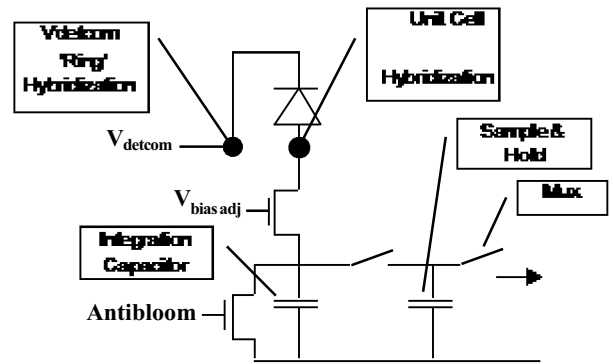 Vdetcom
'Ring'
Hybridization
Unit Cell
Hybridization
Vdetcom
Sample &
Hold
Vbias adj
Mux
Integration
Capacitor
Antibloom